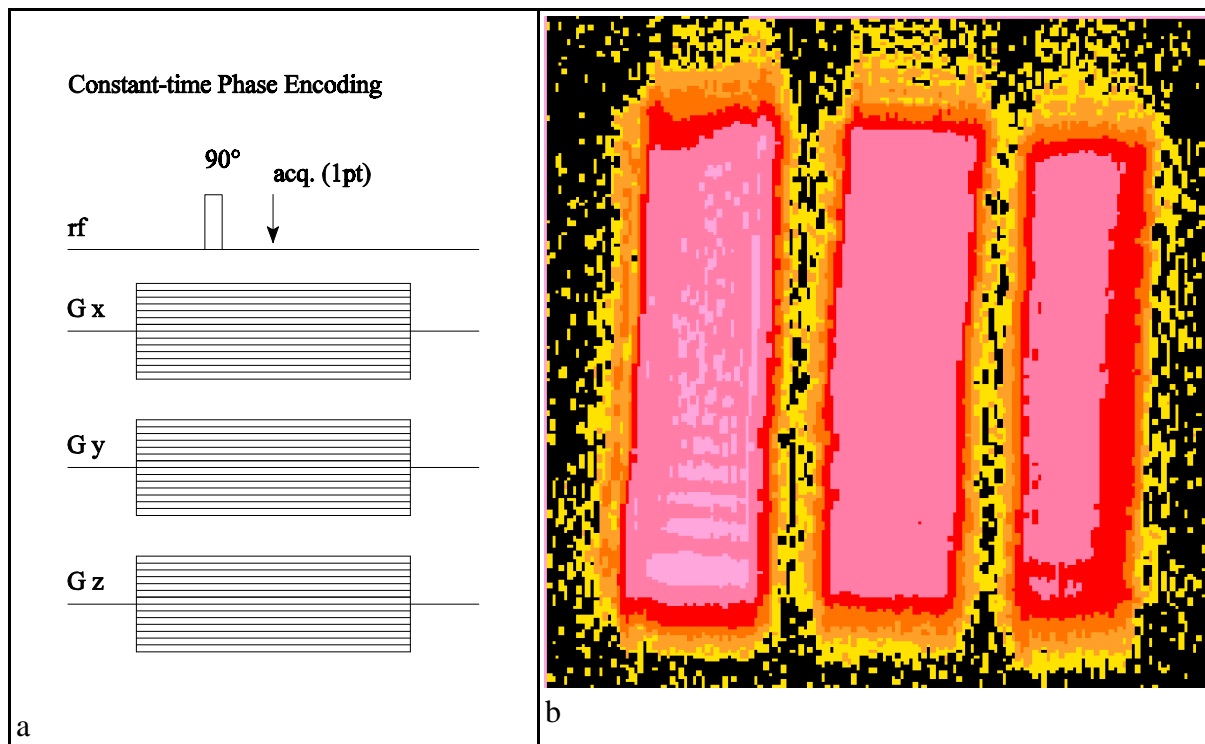 Constant-time Phase Encoding
90°
acq. (1pt)
rf
G x
G y
G z
a
b